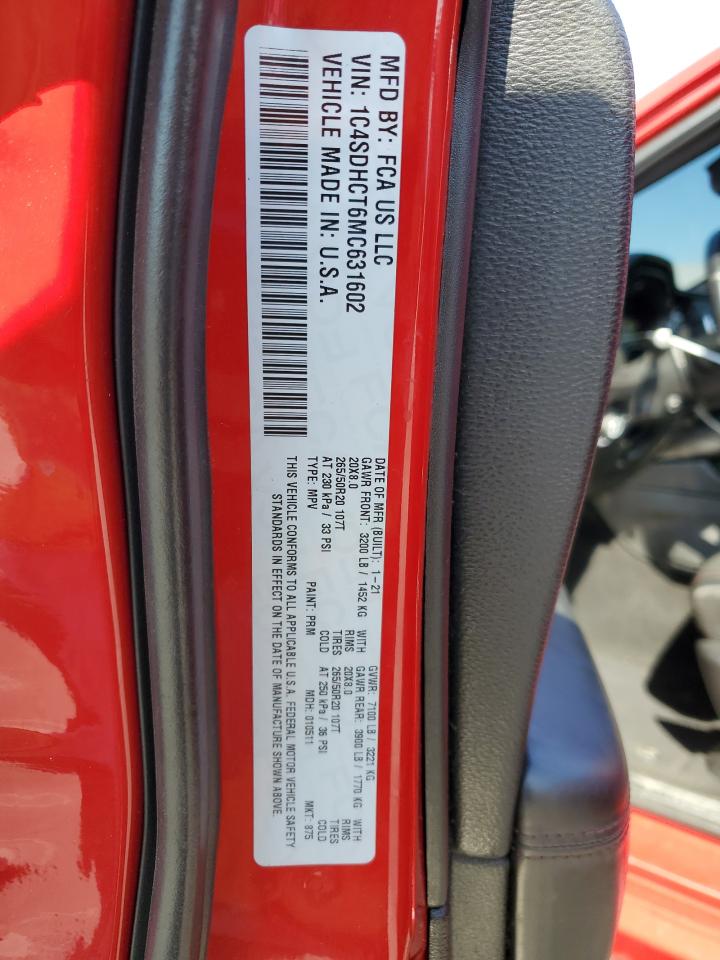 MFD BY: FCA US LLC
VIN: 1C4SDHCT6MC631602
VEHICLE MADE IN: U.S.A.
DATE OF MFR (BUILT): 1-21 GVWR: 7100 LB / 3221 KG
GAWR FRONT: 3200 LB / 1452 KG WITH GAWR REAR: 3900 LB / 1770 KG WITH
20X8.0 RIMS 20X8.0 RIMS
265/50R20 107T TIRES 265/50R20 107T TIRES
AT 230 kPa / 33 PSI COLD AT 250 kPa / 36 PSI COLD
TYPE: MPV PAINT: PRM MDH: 010511 MKT: 875
THIS VEHICLE CONFORMS TO ALL APPLICABLE U.S.A. FEDERAL MOTOR VEHICLE SAFETY
STANDARDS IN EFFECT ON THE DATE OF MANUFACTURE SHOWN ABOVE.